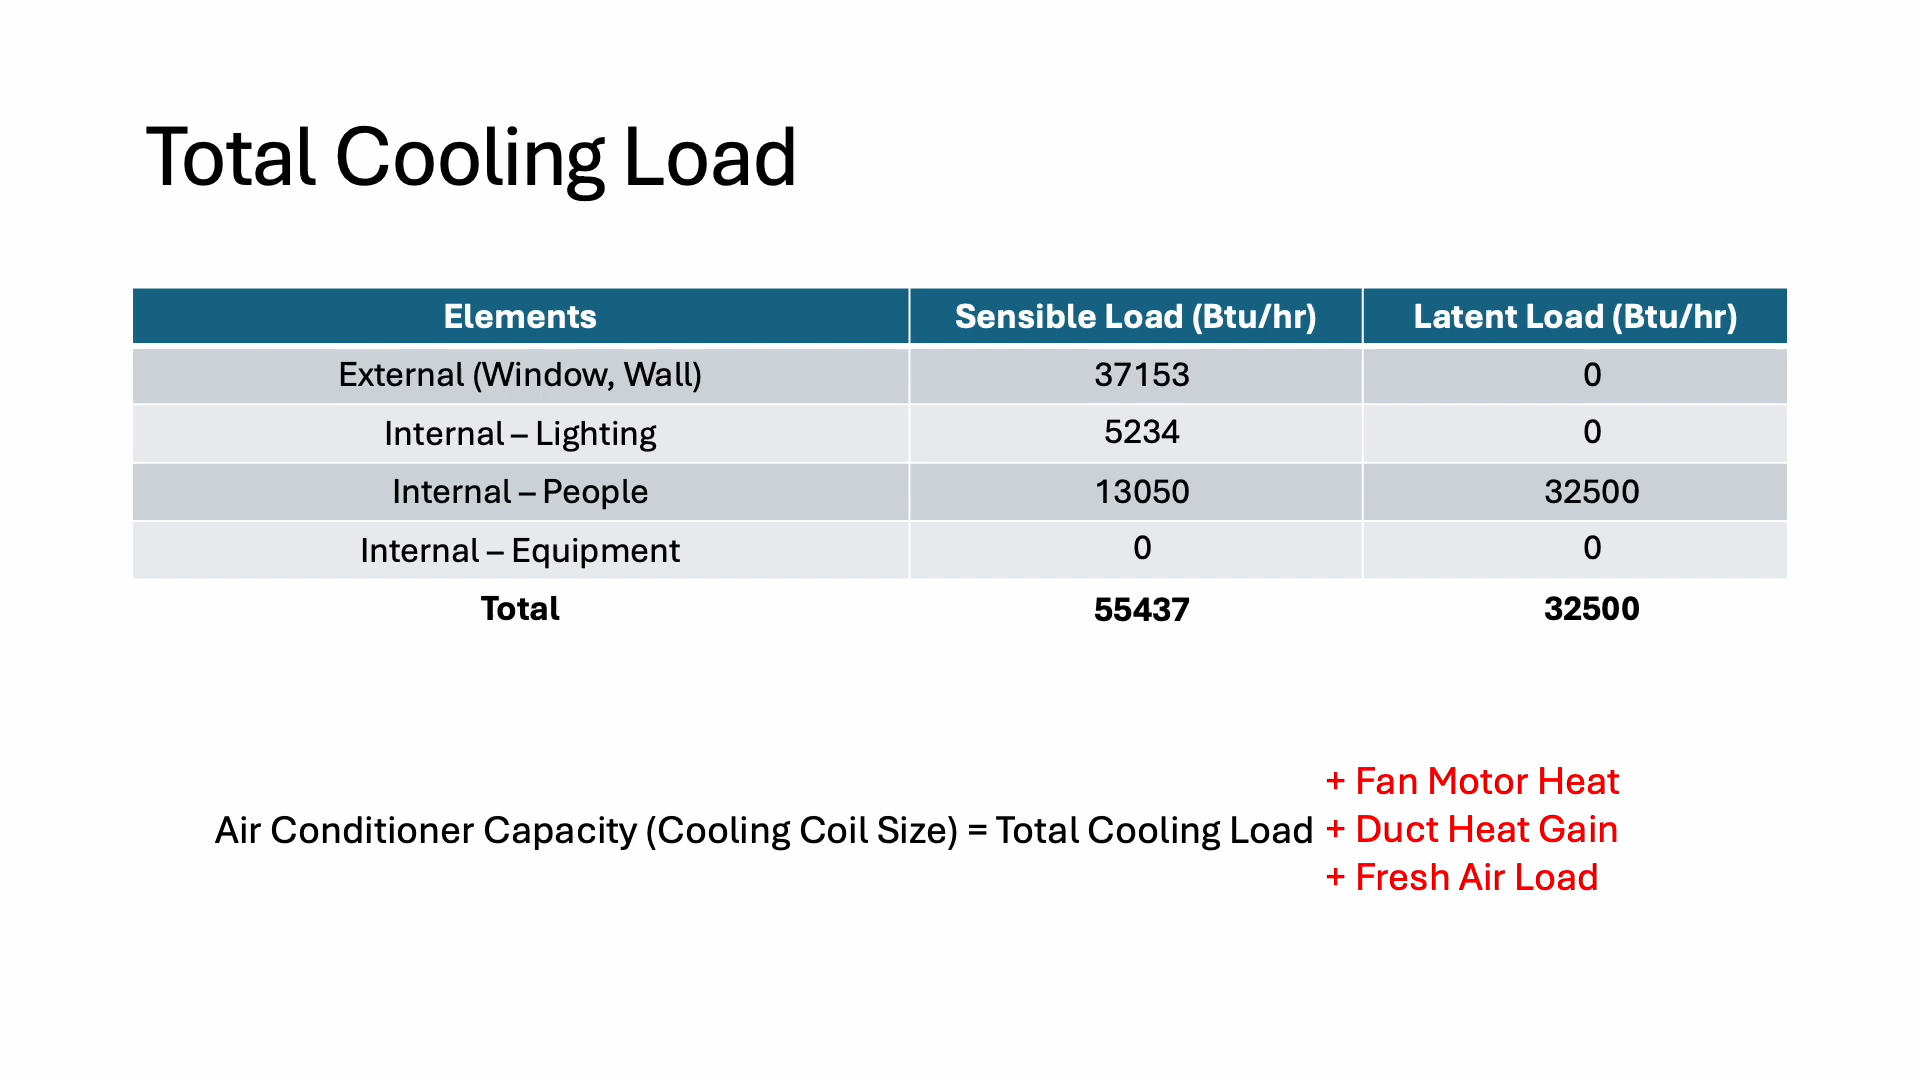 Total Cooling Load
Elements Sensible Load (Btu/hr) Latent Load (Btu/hr)
External (Window, Wall) 37153 0
Internal – Lighting 5234 0
Internal – People 13050 32500
Internal – Equipment 0 0
Total 55437 32500
+ Fan Motor Heat
Air Conditioner Capacity (Cooling Coil Size) = Total Cooling Load + Duct Heat Gain
+ Fresh Air Load